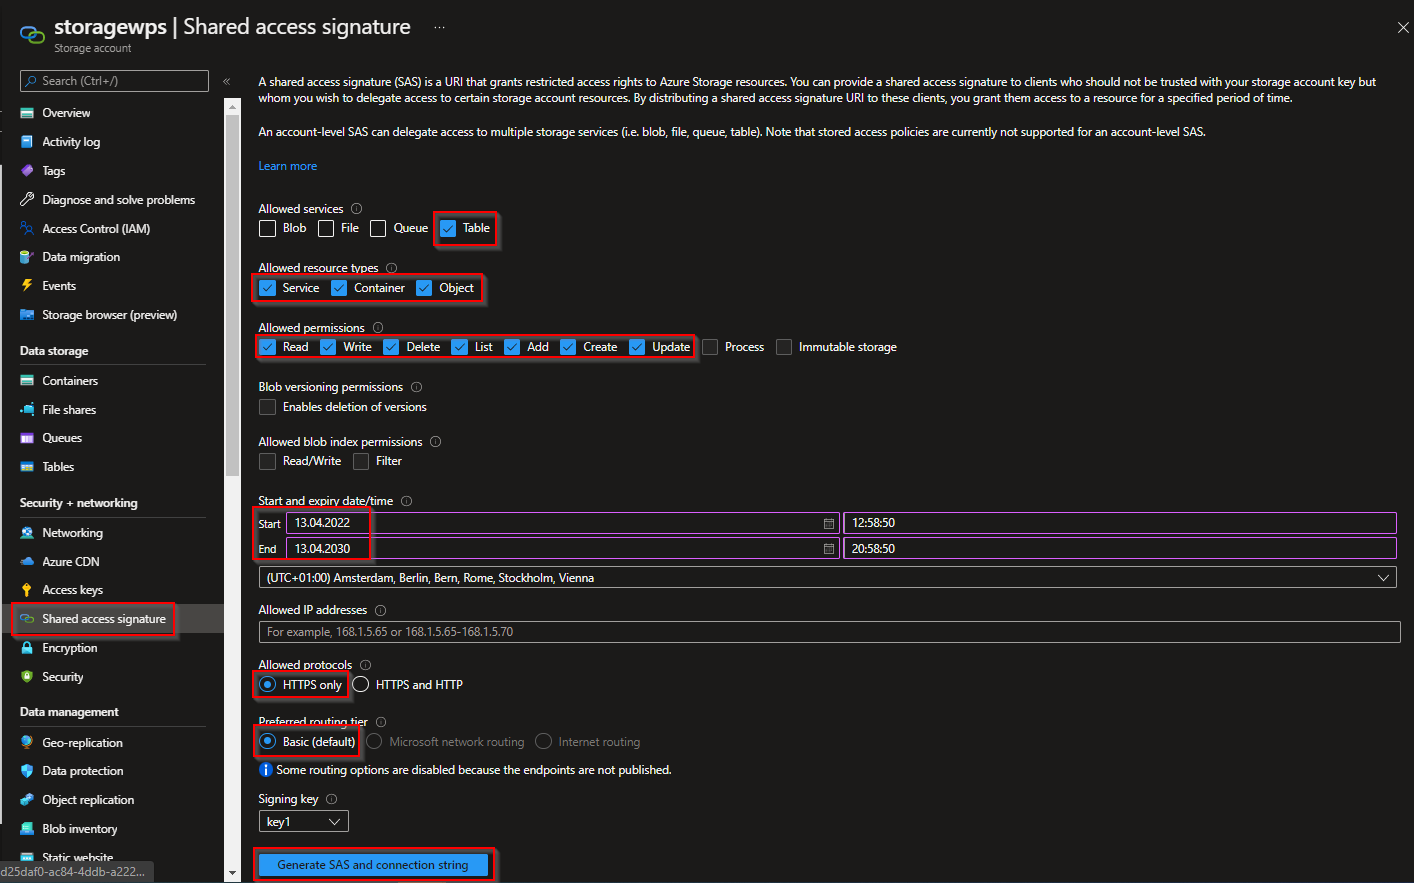 storagewps | Shared access signature ...
Storage account
Search (Ctrl+/)
Overview
Activity log
Tags
Diagnose and solve problems
Access Control (IAM)
Data migration
Events
Storage browser (preview)
Data storage
Containers
File shares
Queues
Tables
Security + networking
Networking
Azure CDN
Access keys
Shared access signature
Encryption
Security
Data management
Geo-replication
Data protection
Object replication
Blob inventory
Static website
d25daf0-ac84-4ddb-a222...
A shared access signature (SAS) is a URI that grants restricted access rights to Azure Storage resources. You can provide a shared access signature to clients who should not be trusted with your storage account key but
whom you wish to delegate access to certain storage account resources. By distributing a shared access signature URI to these clients, you grant them access to a resource for a specified period of time.
An account-level SAS can delegate access to multiple storage services (i.e. blob, file, queue, table). Note that stored access policies are currently not supported for an account-level SAS.
Learn more
Allowed services
Blob File Queue Table
Allowed resource types
Service Container Object
Allowed permissions
Read Write Delete List Add Create Update Process Immutable storage
Blob versioning permissions
Enables deletion of versions
Allowed blob index permissions
Read/Write Filter
Start and expiry date/time
Start 13.04.2022 12:58:50
End 13.04.2030 20:58:50
(UTC+01:00) Amsterdam, Berlin, Bern, Rome, Stockholm, Vienna
Allowed IP addresses
For example, 168.1.5.65 or 168.1.5.65-168.1.5.70
Allowed protocols
HTTPS only HTTPS and HTTP
Preferred routing tier
Basic (default) Microsoft network routing Internet routing
Some routing options are disabled because the endpoints are not published.
Signing key
key1
Generate SAS and connection string